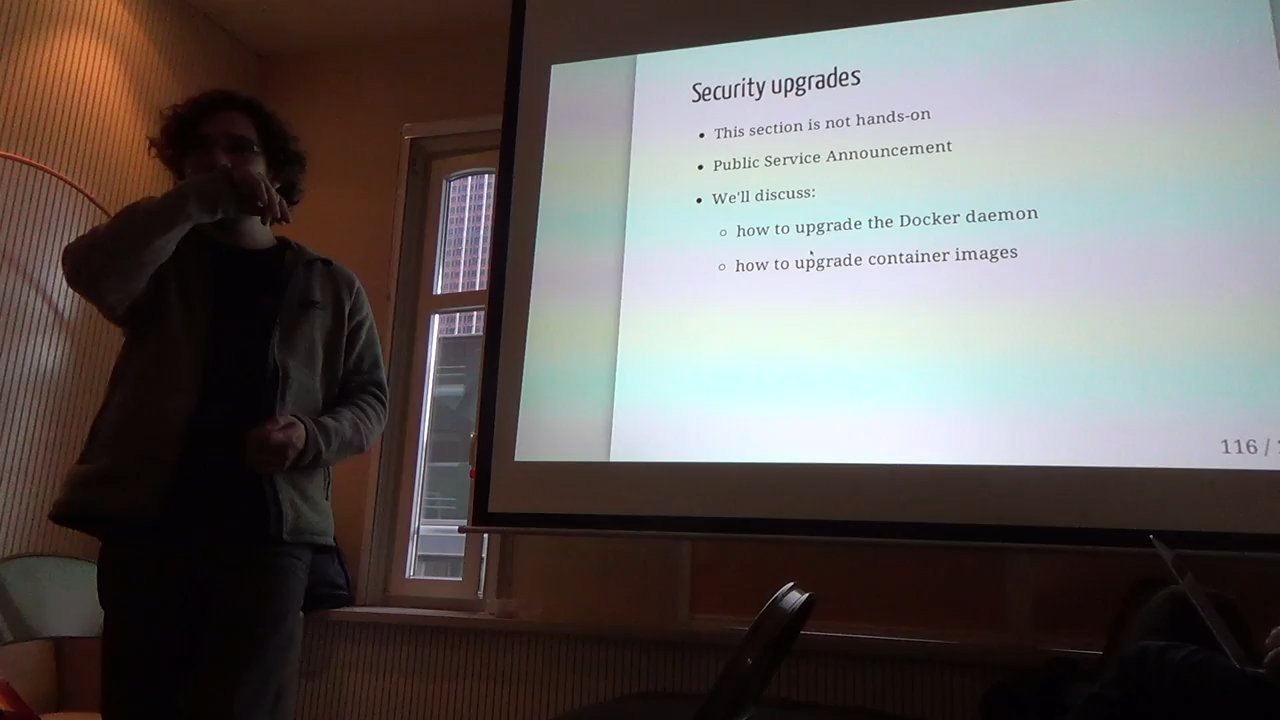 Security upgrades
• This section is not hands-on
• Public Service Announcement
• We'll discuss:
◦ how to upgrade the Docker daemon
◦ how to upgrade container images
116 /